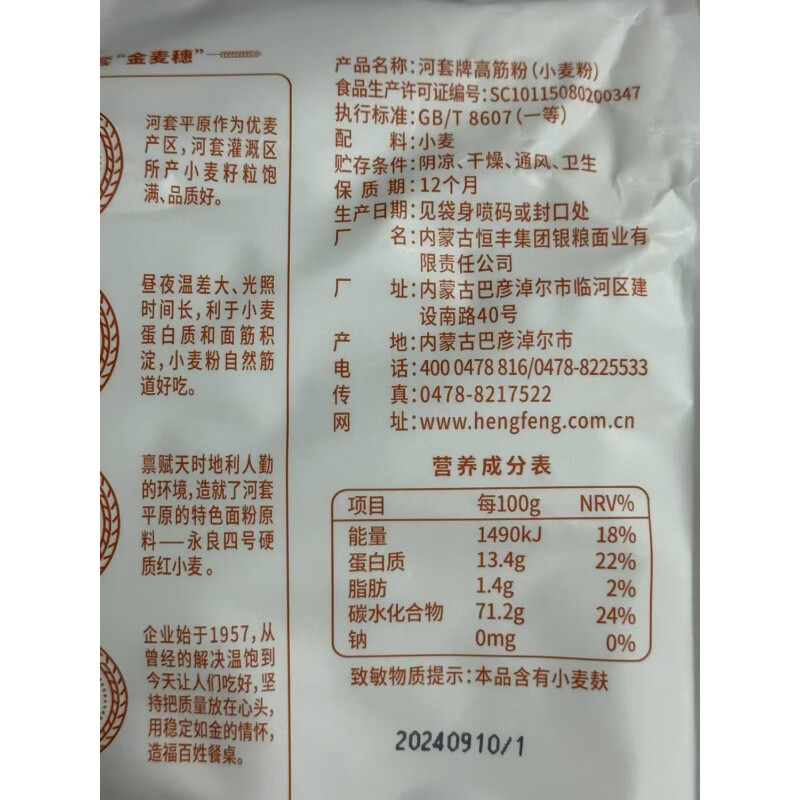 “金麦穗”
河套平原作为优麦
产区,河套灌溉区
所产小麦籽粒饱
满、品质好。
昼夜温差大、光照
时间长,利于小麦
蛋白质和面筋积
淀,小麦粉自然筋
道好吃。
禀赋天时地利人勤
的环境,造就了河套
平原的特色面粉原
料——永良四号硬
质红小麦。
企业始于1957,从
曾经的解决温饱到
今天让人们吃好,坚
持把质量放在心头,
用稳定如金的情怀,
造福百姓餐桌。
产品名称:河套牌高筋粉(小麦粉)
食品生产许可证编号:SC10115080200347
执行标准:GB/T 8607(一等)
配 料:小麦
贮存条件:阴凉、干燥、通风、卫生
保质期:12个月
生产日期:见袋身喷码或封口处
厂 名:内蒙古恒丰集团银粮面业有
限责任公司
厂 址:内蒙古巴彦淖尔市临河区建
设南路40号
产 地:内蒙古巴彦淖尔市
电 话:400 0478 816/0478-8225533
传 真:0478-8217522
网 址:www.hengfeng.com.cn
营养成分表
项目 每100g NRV%
能量 1490kJ 18%
蛋白质 13.4g 22%
脂肪 1.4g 2%
碳水化合物 71.2g 24%
钠 0mg 0%
致敏物质提示:本品含有小麦麸
20240910/1